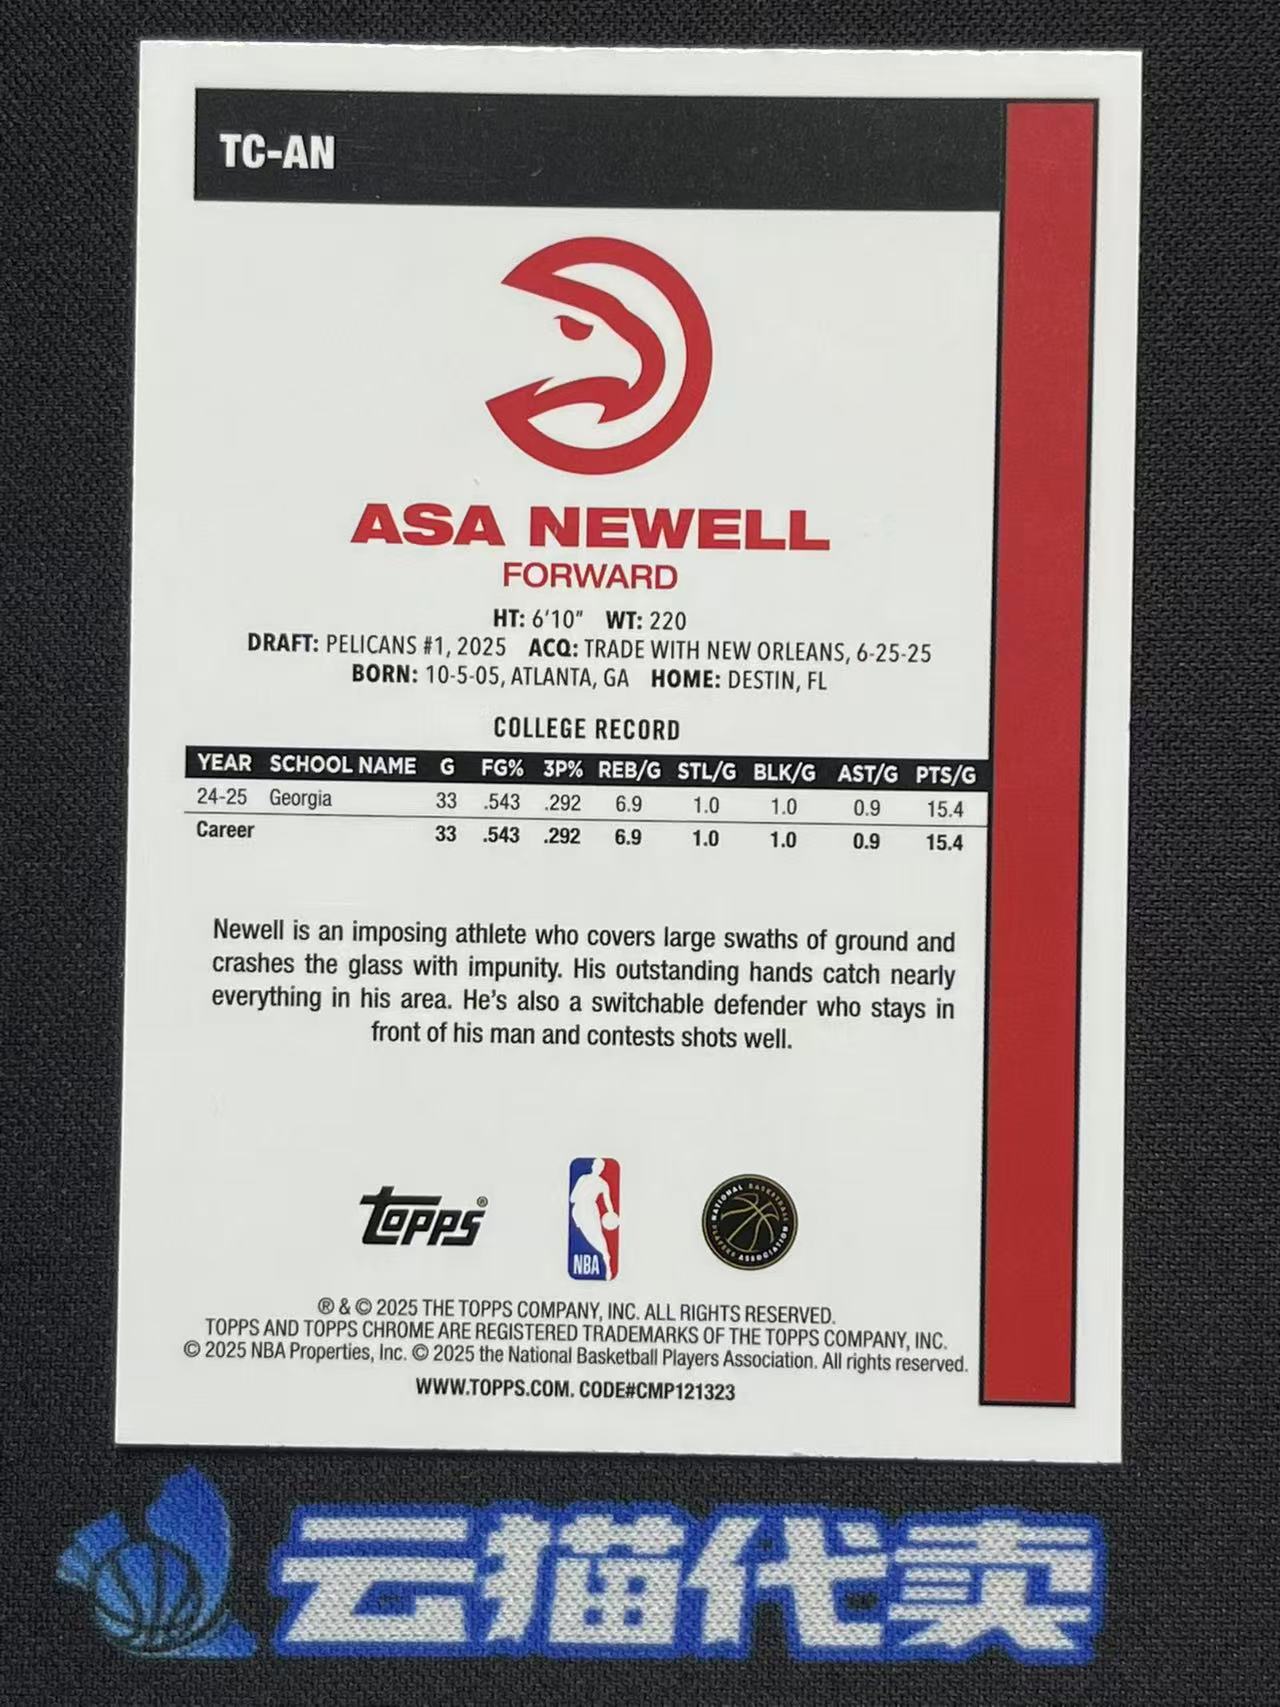 TC-AN
ASA NEWELL
FORWARD
HT: 6'10" WT: 220
DRAFT: PELICANS #1, 2025 ACQ: TRADE WITH NEW ORLEANS, 6-25-25
BORN: 10-5-05, ATLANTA, GA HOME: DESTIN, FL
COLLEGE RECORD
YEAR SCHOOL NAME G FG% 3P% REB/G STL/G BLK/G AST/G PTS/G
24-25 Georgia 33 .543 .292 6.9 1.0 1.0 0.9 15.4
Career 33 .543 .292 6.9 1.0 1.0 0.9 15.4
Newell is an imposing athlete who covers large swaths of ground and
crashes the glass with impunity. His outstanding hands catch nearly
everything in his area. He's also a switchable defender who stays in
front of his man and contests shots well.
topps®
NBA
NATIONAL BASKETBALL PLAYERS ASSOCIATION
® & © 2025 THE TOPPS COMPANY, INC. ALL RIGHTS RESERVED.
TOPPS AND TOPPS CHROME ARE REGISTERED TRADEMARKS OF THE TOPPS COMPANY, INC.
© 2025 NBA Properties, Inc. © 2025 the National Basketball Players Association. All rights reserved.
WWW.TOPPS.COM. CODE#CMP121323
云猫代卖